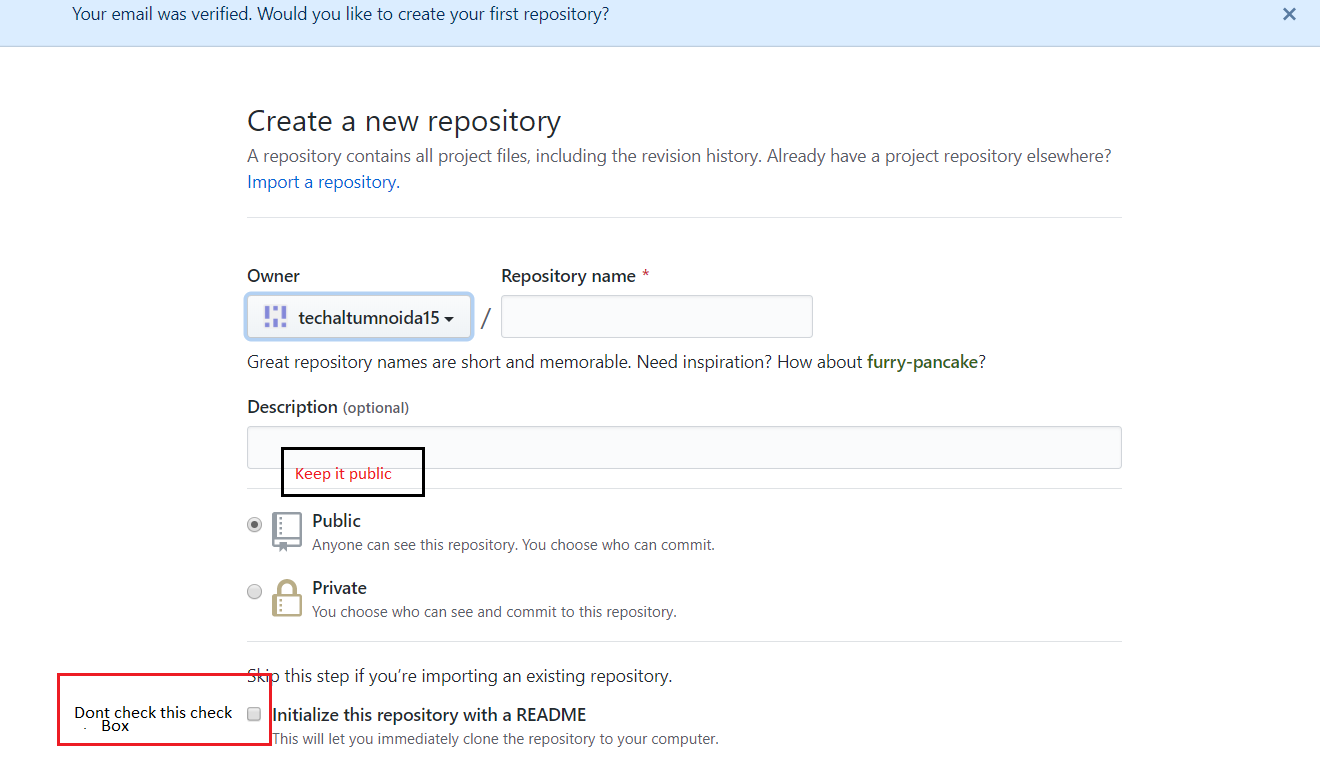 Your email was verified. Would you like to create your first repository?
Create a new repository
A repository contains all project files, including the revision history. Already have a project repository elsewhere?
Import a repository.
Owner
Repository name *
techaltumnoida15 /
Great repository names are short and memorable. Need inspiration? How about furry-pancake?
Description (optional)
Keep it public
Public
Anyone can see this repository. You choose who can commit.
Private
You choose who can see and commit to this repository.
Skip this step if you’re importing an existing repository.
Dont check this check
Box
Initialize this repository with a README
This will let you immediately clone the repository to your computer.